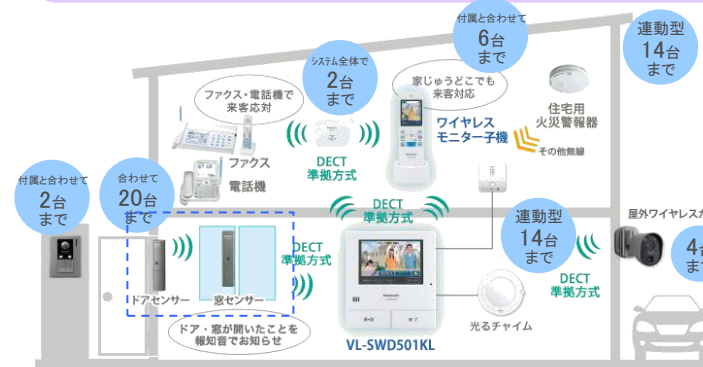 付属と合わせて
6台
まで
連動型
14台
まで
システム全体で
2台
まで
ファクス・電話機で
来客応対
家じゅうどこでも
来客対応
住宅用
火災警報器
ワイヤレス
モニター子機
その他無線
DECT
準拠方式
ファクス
電話機
付属と合わせて
2台
まで
合わせて
20台
まで
DECT
準拠方式
連動型
14台
まで
屋外ワイヤレスカ
4台
まで
DECT
準拠方式
DECT
準拠方式
ドアセンサー
窓センサー
Panasonic
光るチャイム
ドア・窓が開いたことを
報知音でお知らせ
VL-SWD501KL